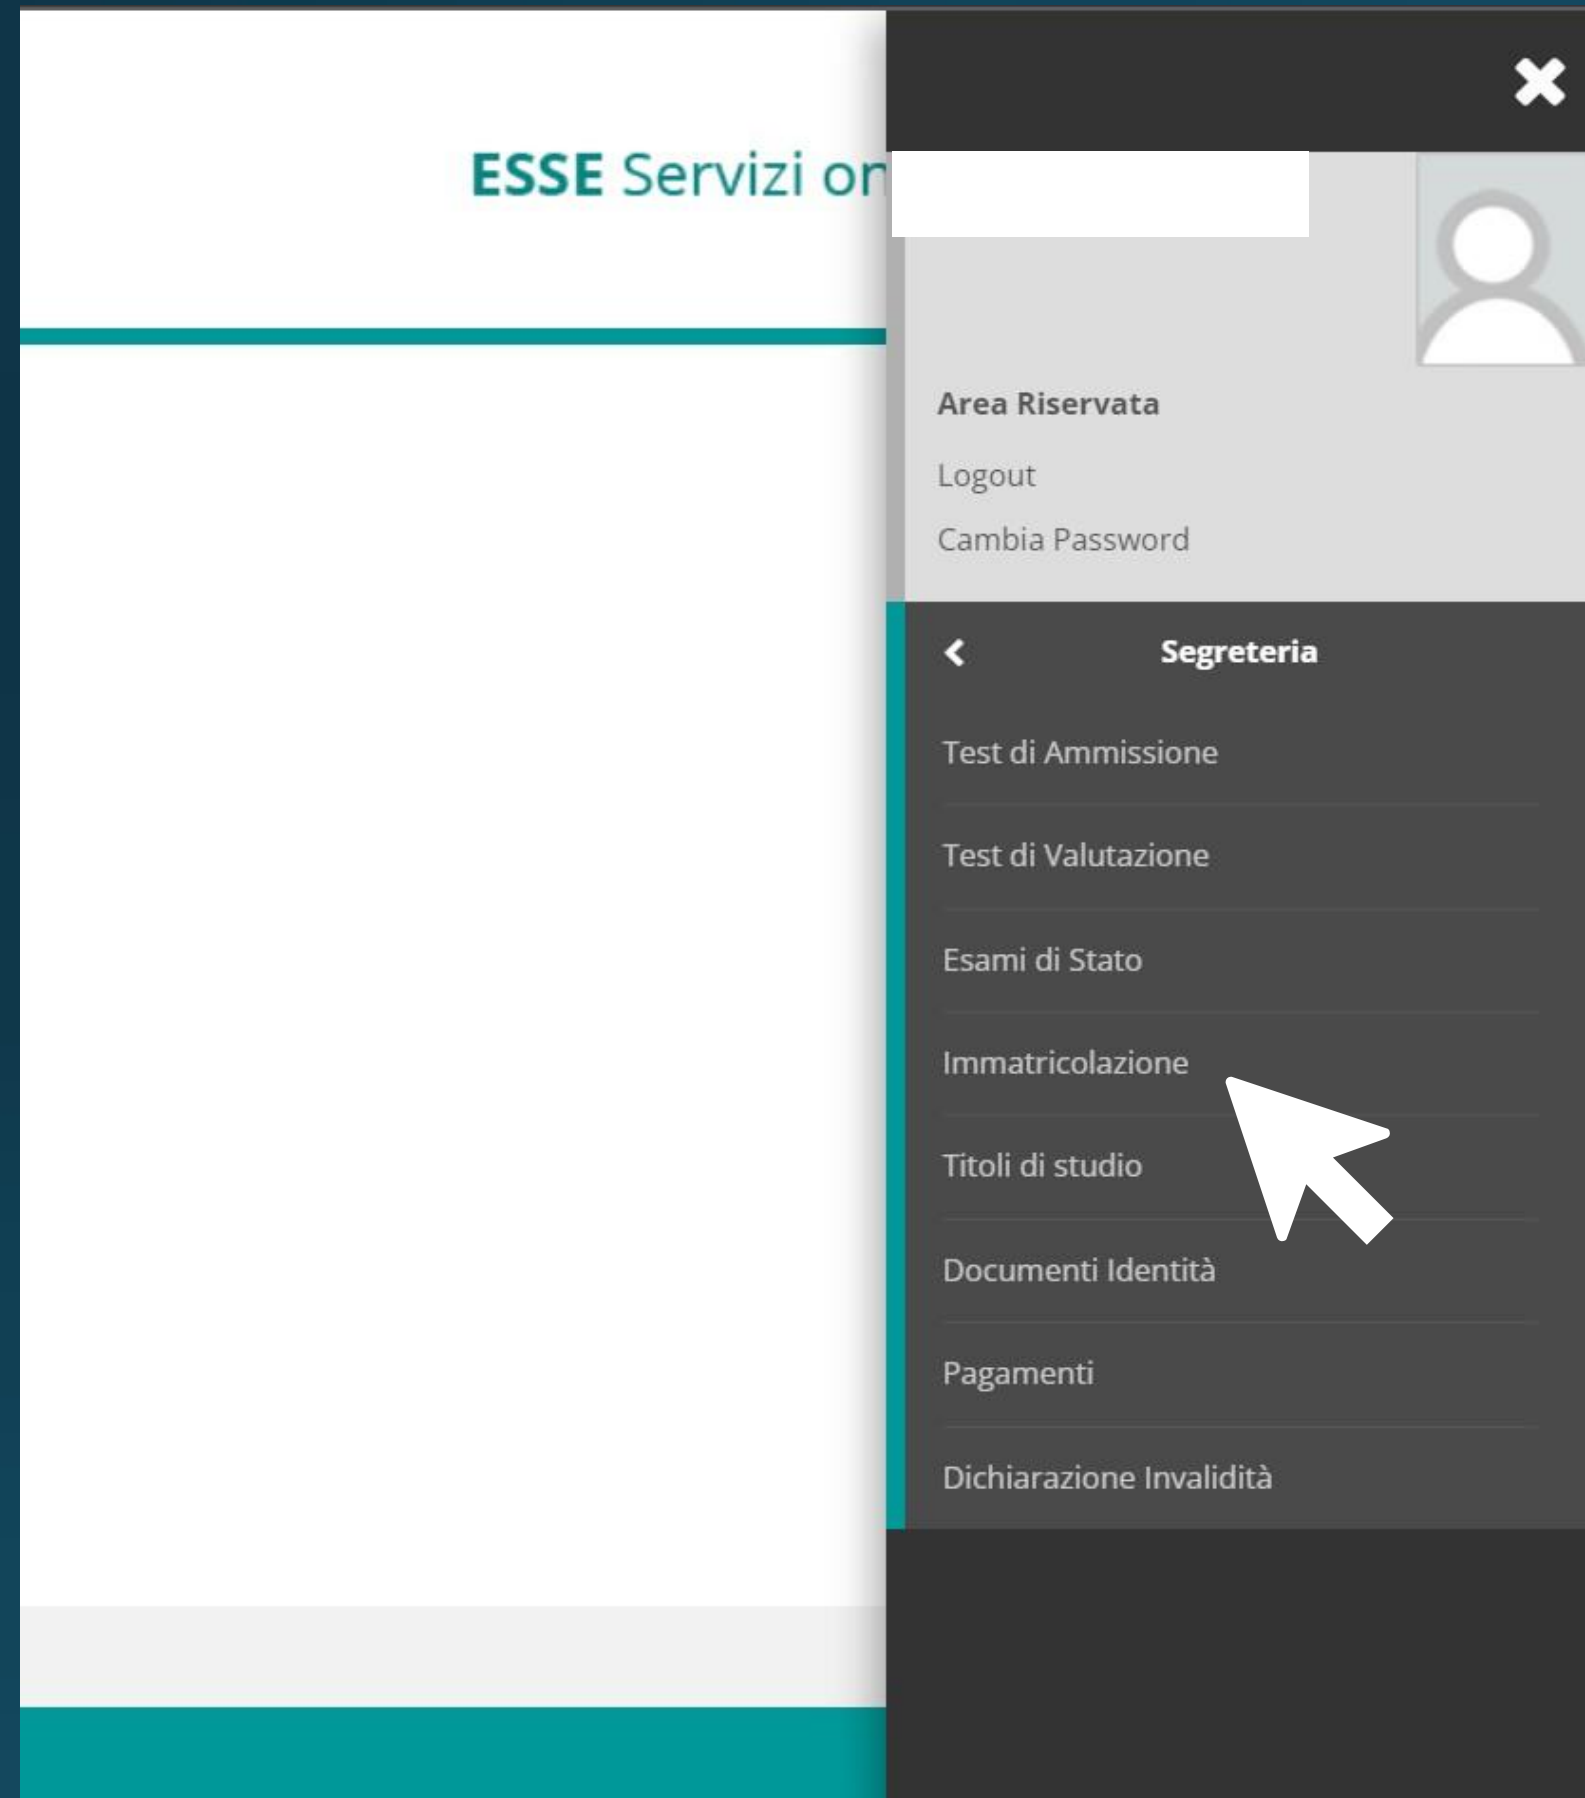 ESSE Servizi
Area Riservata
Logout
Cambia Password
Segreteria
Test di Ammissione
Test di Valutazione
Esami di Stato
Immatricolazione
Titoli di studio
Documenti Identità
Pagamenti
Dichiarazione Invalidità